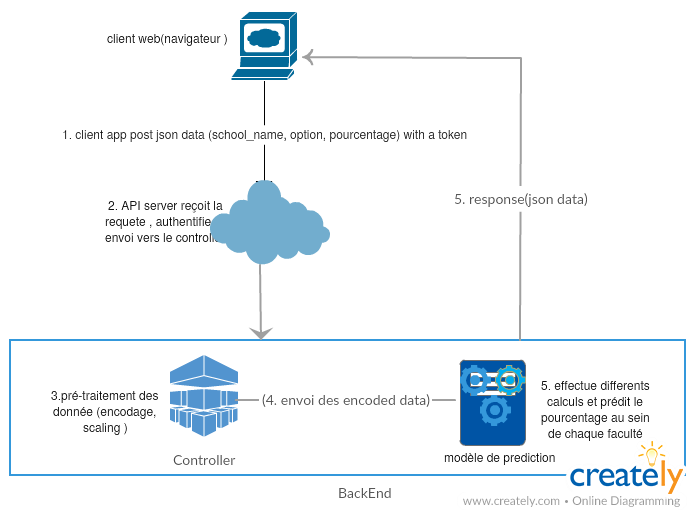 client web(navigateur )
1. client app post json data (school_name, option, pourcentage) with a token
2. API server reçoit la
requete , authentifie
envoi vers le
5. response(json data)
3.pré-traitement des
donnée (encodage,
scaling )
(4. envoi des encoded data)
5. effectue differents
calculs et prédit le
pourcentage au sein
de chaque faculté
Controller
modèle de prediction
BackEnd
creately
www.creately.com • Online Diagramming